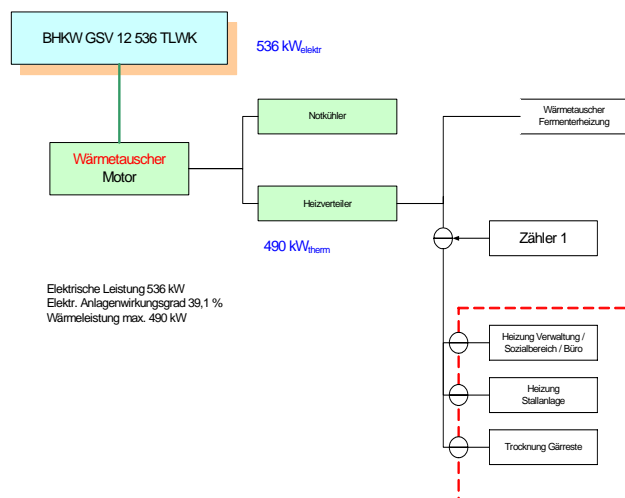 BHKW GSV 12 536 TLWK
536 kWelektr
Notkühler
Wärmetauscher
Fermenterheizung
Wärmetauscher
Motor
Heizverteiler
490 kWtherm
Zähler 1
Elektrische Leistung 536 kW
Elektr. Anlagenwirkungsgrad 39,1 %
Wärmeleistung max. 490 kW
Heizung Verwaltung /
Sozialbereich / Büro
Heizung
Stallanlage
Trocknung Gärreste